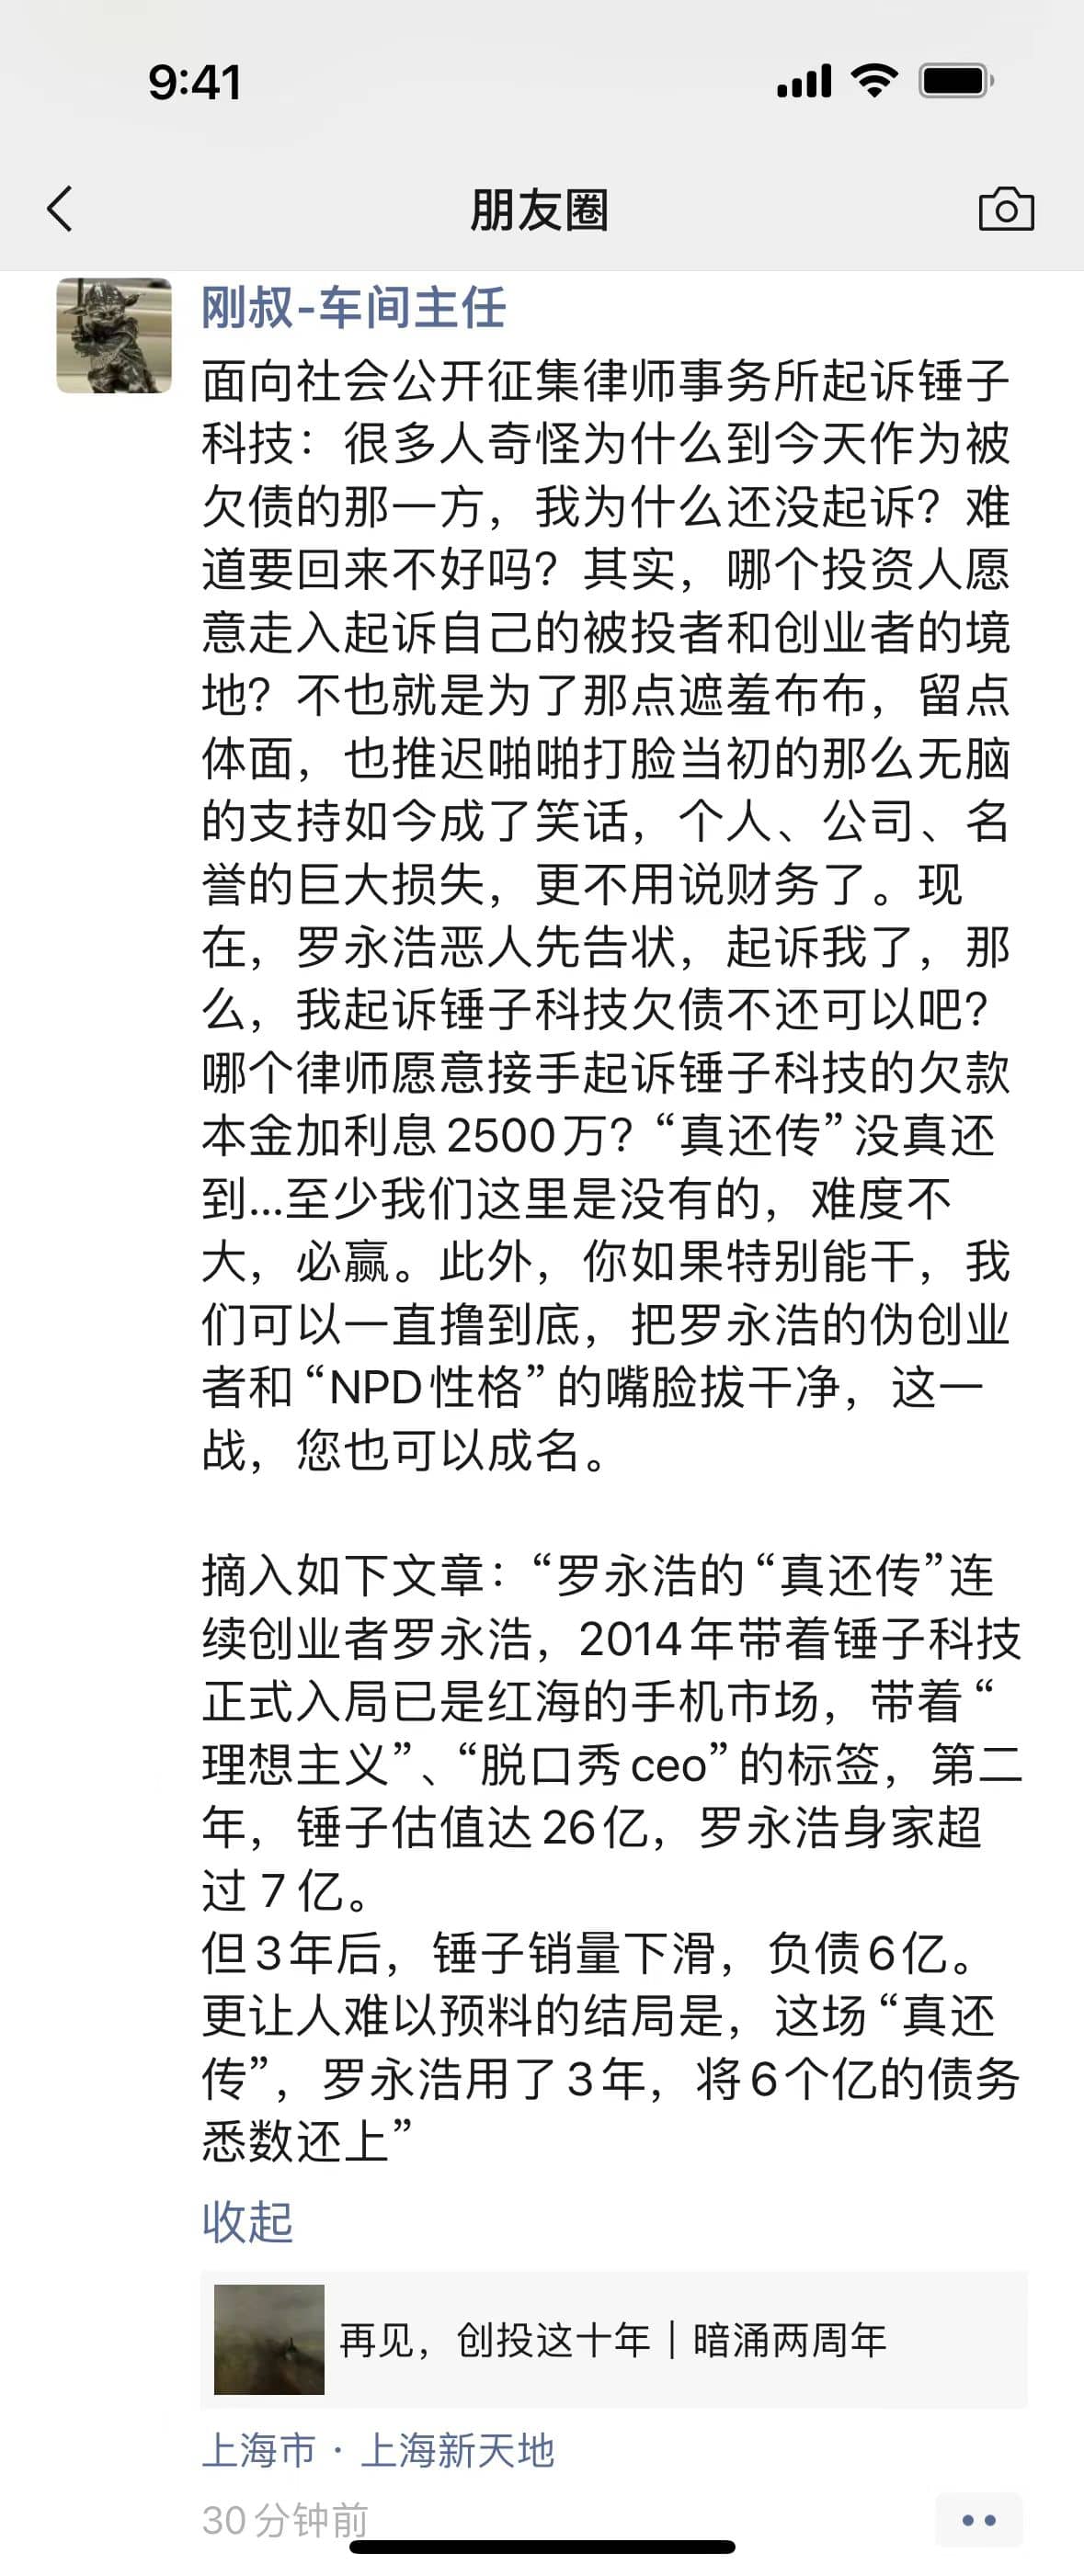 9:41
朋友圈
刚叔-车间主任
面向社会公开征集律师事务所起诉锤子
科技：很多人奇怪为什么到今天作为被
欠债的那一方，我为什么还没起诉？难
道要回来不好吗？其实，哪个投资人愿
意走入起诉自己的被投者和创业者的境
地？不也就是为了那点遮羞布布，留点
体面，也推迟啪啪打脸当初的那么无脑
的支持如今成了笑话，个人、公司、名
誉的巨大损失，更不用说财务了。现
在，罗永浩恶人先告状，起诉我了，那
么，我起诉锤子科技欠债不还可以吧？
哪个律师愿意接手起诉锤子科技的欠款
本金加利息2500万？“真还传”没真还
到...至少我们这里是没有的，难度不
大，必赢。此外，你如果特别能干，我
们可以一直撸到底，把罗永浩的伪创业
者和“NPD性格”的嘴脸拔干净，这一
战，您也可以成名。
摘入如下文章：“罗永浩的“真还传”连
续创业者罗永浩，2014年带着锤子科技
正式入局已是红海的手机市场，带着“
理想主义”、“脱口秀ceo”的标签，第二
年，锤子估值达26亿，罗永浩身家超
过7亿。
但3年后，锤子销量下滑，负债6亿。
更让人难以预料的结局是，这场“真还
传”，罗永浩用了3年，将6个亿的债务
悉数还上”
收起
再见，创投这十年｜暗涌两周年
上海市 · 上海新天地
30分钟前